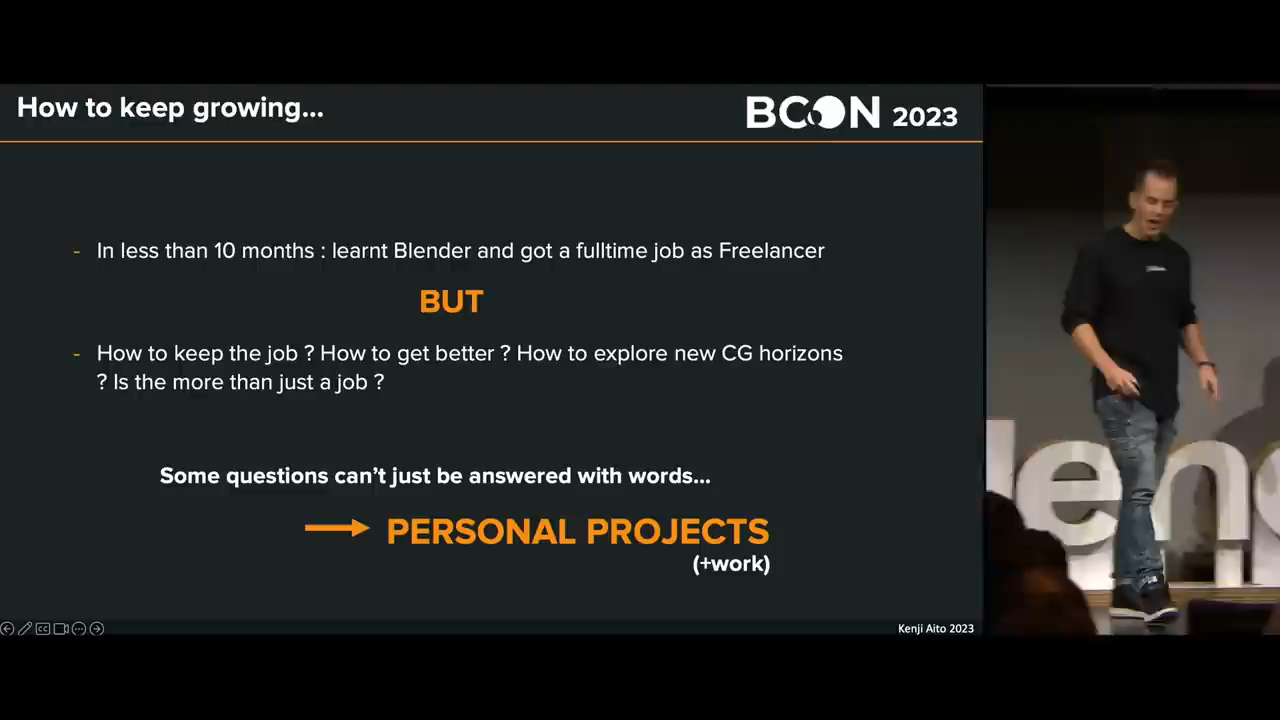 How to keep growing...
BCON 2023
- In less than 10 months : learnt Blender and got a fulltime job as Freelancer
BUT
- How to keep the job ? How to get better ? How to explore new CG horizons
? Is the more than just a job ?
Some questions can't just be answered with words...
PERSONAL PROJECTS
(+work)
Kenji Aito 2023
len